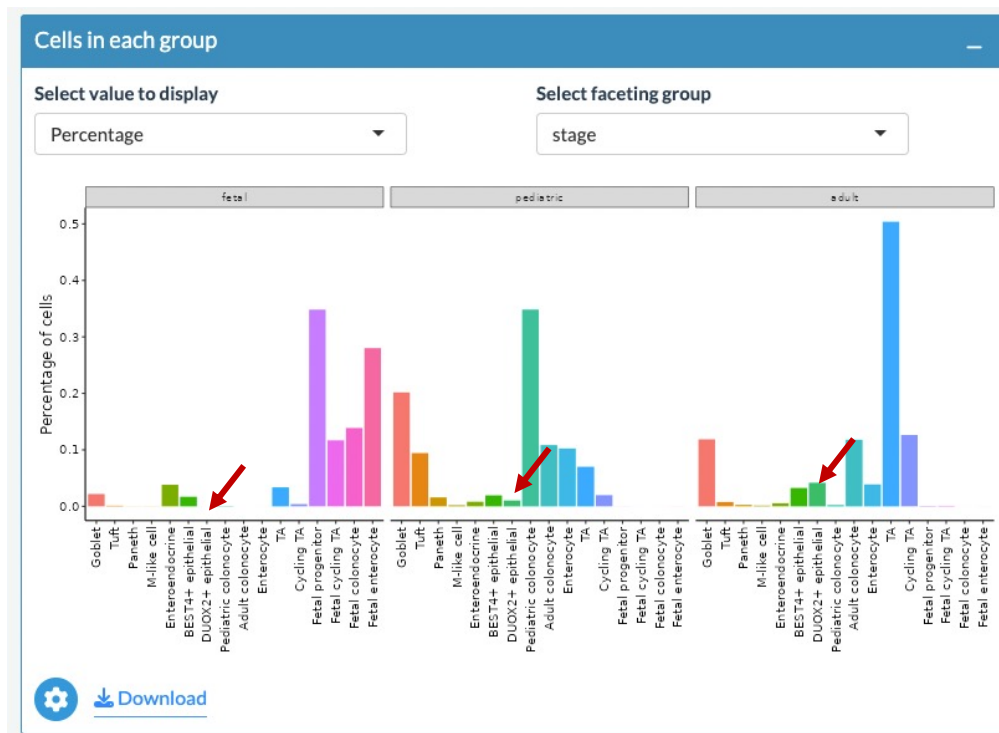 Cells in each group
Select value to display
Select faceting group
Percentage
stage
fetal
pediatric
adult
Percentage of cells
0.5
0.4
0.3
0.2
0.1
0.0
Goblet
Tuft
Paneth
M-like cell
Enteroendocrine
BEST4+ epithelial
DUOX2+ epithelial
Pediatric colonocyte
Adult colonocyte
Enterocyte
TA
Cycling TA
Fetal progenitor
Fetal cycling TA
Fetal colonocyte
Fetal enterocyte
Goblet
Tuft
Paneth
M-like cell
Enteroendocrine
BEST4+ epithelial
DUOX2+ epithelial
Pediatric colonocyte
Adult colonocyte
Enterocyte
TA
Cycling TA
Fetal progenitor
Fetal cycling TA
Fetal colonocyte
Fetal enterocyte
Goblet
Tuft
Paneth
M-like cell
Enteroendocrine
BEST4+ epithelial
DUOX2+ epithelial
Pediatric colonocyte
Adult colonocyte
Enterocyte
TA
Cycling TA
Fetal progenitor
Fetal cycling TA
Fetal colonocyte
Fetal enterocyte
Download